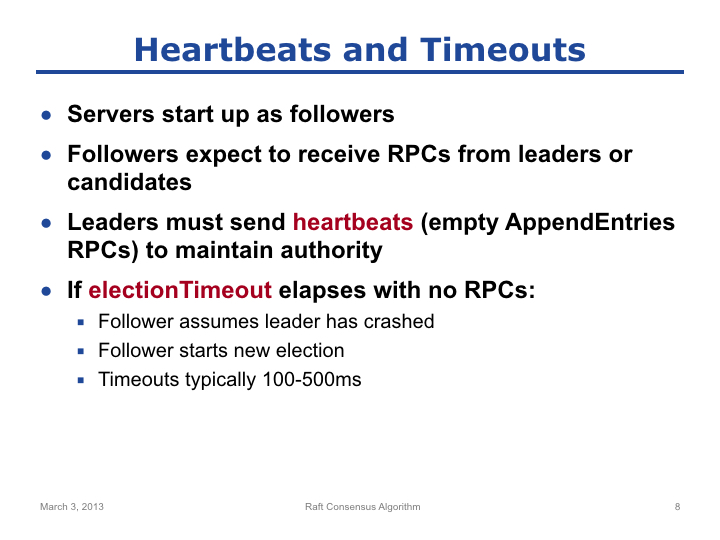 Heartbeats and Timeouts
● Servers start up as followers
● Followers expect to receive RPCs from leaders or
candidates
● Leaders must send heartbeats (empty AppendEntries
RPCs) to maintain authority
● If electionTimeout elapses with no RPCs:
▪ Follower assumes leader has crashed
▪ Follower starts new election
▪ Timeouts typically 100-500ms
March 3, 2013
Raft Consensus Algorithm
8